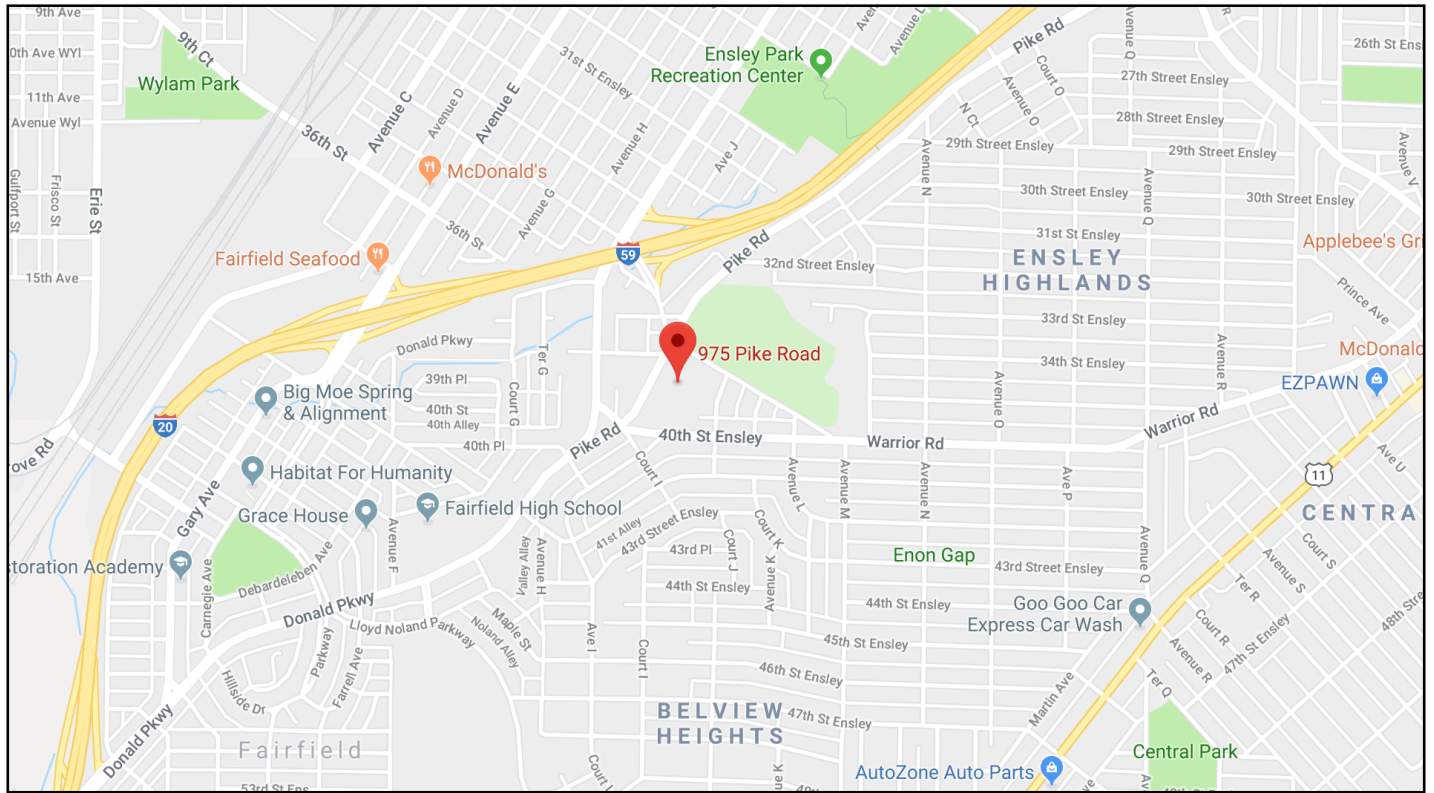 9th Ave
Avenue L
Pike Rd
Avenue Q
9th Ct
26th St Ens
0th Ave WYl
Ensley Park
Recreation Center
31st St Ensley
Court O
27th Street Ensley
Wylam Park
11th Ave
Avenue C
Avenue D
Avenue E
Avenue O
N Ct
28th Street Ensley
Avenue Wyl
36th St
Avenue H
Ave J
29th Street Ensley
29th Street Ensley
Avenue V
McDonald's
Avenue N
Gulfport St
Frisco St
Erie St
Avenue G
30th Street Ensley
Avenue Q
30th Street Ensley
36th St
31st St Ensley
Applebee's Gri
Fairfield Seafood
59
Pike Rd
32nd Street Ensley
ENSLEY
HIGHLANDS
15th Ave
Prince Ave
33rd St Ensley
Donald Pkwy
Ter G
975 Pike Road
34th St Ensley
Avenue R
McDonald
39th Pl
Court G
Avenue O
EZPAWN
Big Moe Spring
& Alignment
40th St
40th Alley
20
40th Pl
Pike Rd
40th St Ensley
Warrior Rd
Warrior Rd
rove Rd
Court I
Avenue L
Avenue M
Avenue N
Ave P
11
Ave U
Habitat For Humanity
Gary Ave
Grace House
Fairfield High School
CENTRA
Avenue F
41st Alley
43rd Street Ensley
Court K
Avenue Q
Valley Alley
Avenue H
43rd Pl
Court J
Enon Gap
Court S
storation Academy
Debardeleben Ave
Avenue K
43rd Street Ensley
Avenue S
Carnegie Ave
44th St Ensley
Ter R
Donald Pkwy
44th St Ensley
Goo Goo Car
Express Car Wash
48th Stre
Maple St
Noland Alley
Lloyd Noland Parkway
Ave I
Court I
45th St Ensley
Court R
47th St Ensley
Parkway
Farrell Ave
46th St Ensley
Avenue R
Hillside Dr
Ter Q
Martin Ave
BELVIEW
HEIGHTS
47th St Ensley
Donald Pkwy
Fairfield
Central Park
Court I
AutoZone Auto Parts
53rd St Ens